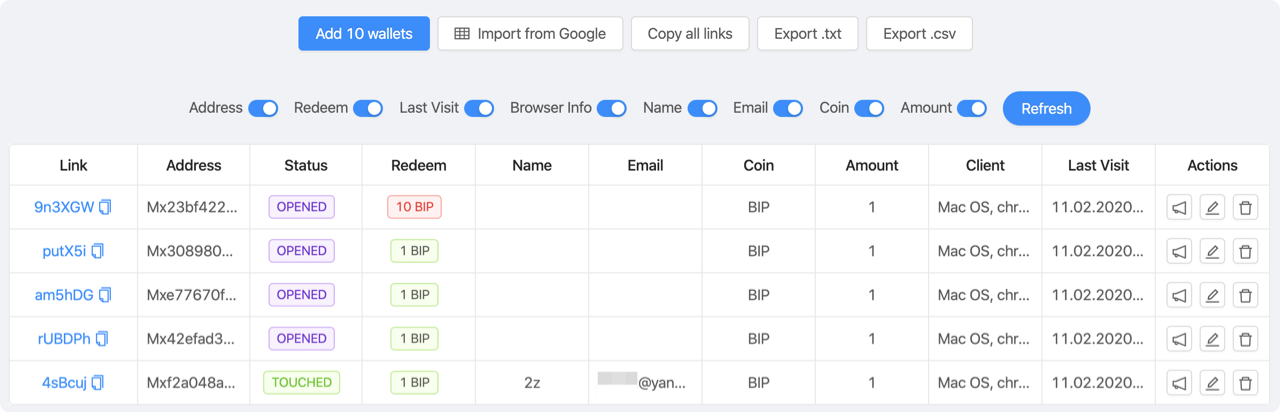 Add 10 wallets Import from Google Copy all links Export .txt Export .csv
Address Redeem Last Visit Browser Info Name Email Coin Amount Refresh
Link Address Status Redeem Name Email Coin Amount Client Last Visit Actions
9n3XGW Mx23bf422... OPENED 10 BIP BIP 1 Mac OS, chr... 11.02.2020...
putX5i Mx308980... OPENED 1 BIP BIP 1 Mac OS, chr... 11.02.2020...
am5hDG Mxe77670f... OPENED 1 BIP BIP 1 Mac OS, chr... 11.02.2020...
rUBDPh Mx42efad3... OPENED 1 BIP BIP 1 Mac OS, chr... 11.02.2020...
4sBcuj Mxf2a048a... TOUCHED 1 BIP 2z @yan... BIP 1 Mac OS, chr... 11.02.2020...